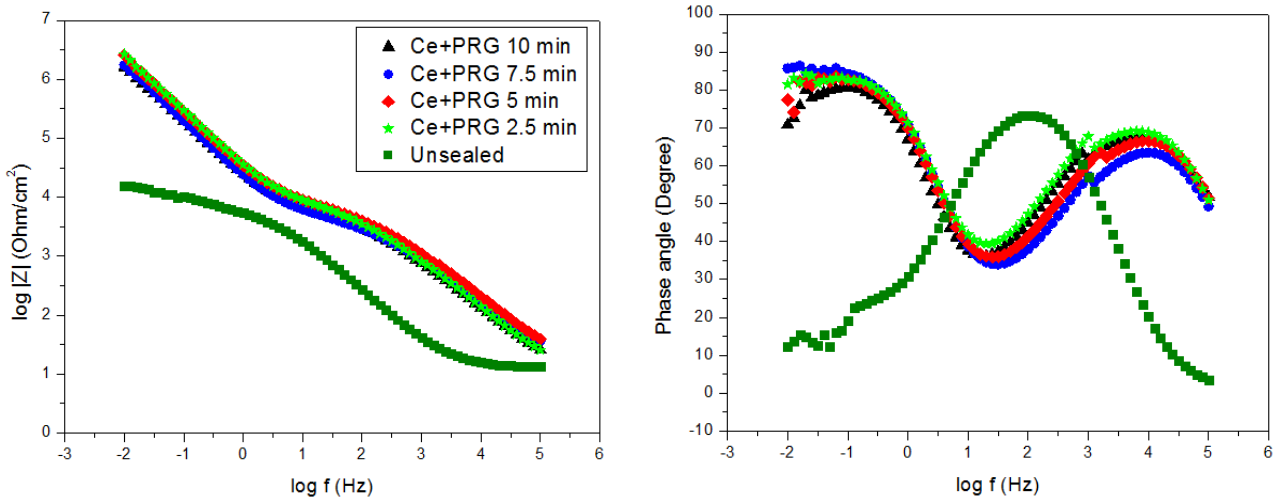 7
6
5
4
3
2
1
0
log |Z| (Ohm/cm²)
-3 -2 -1 0 1 2 3 4 5 6
log f (Hz)
Ce+PRG 10 min
Ce+PRG 7.5 min
Ce+PRG 5 min
Ce+PRG 2.5 min
Unsealed
100
90
80
70
60
50
40
30
20
10
0
-10
Phase angle (Degree)
-3 -2 -1 0 1 2 3 4 5 6
log f (Hz)